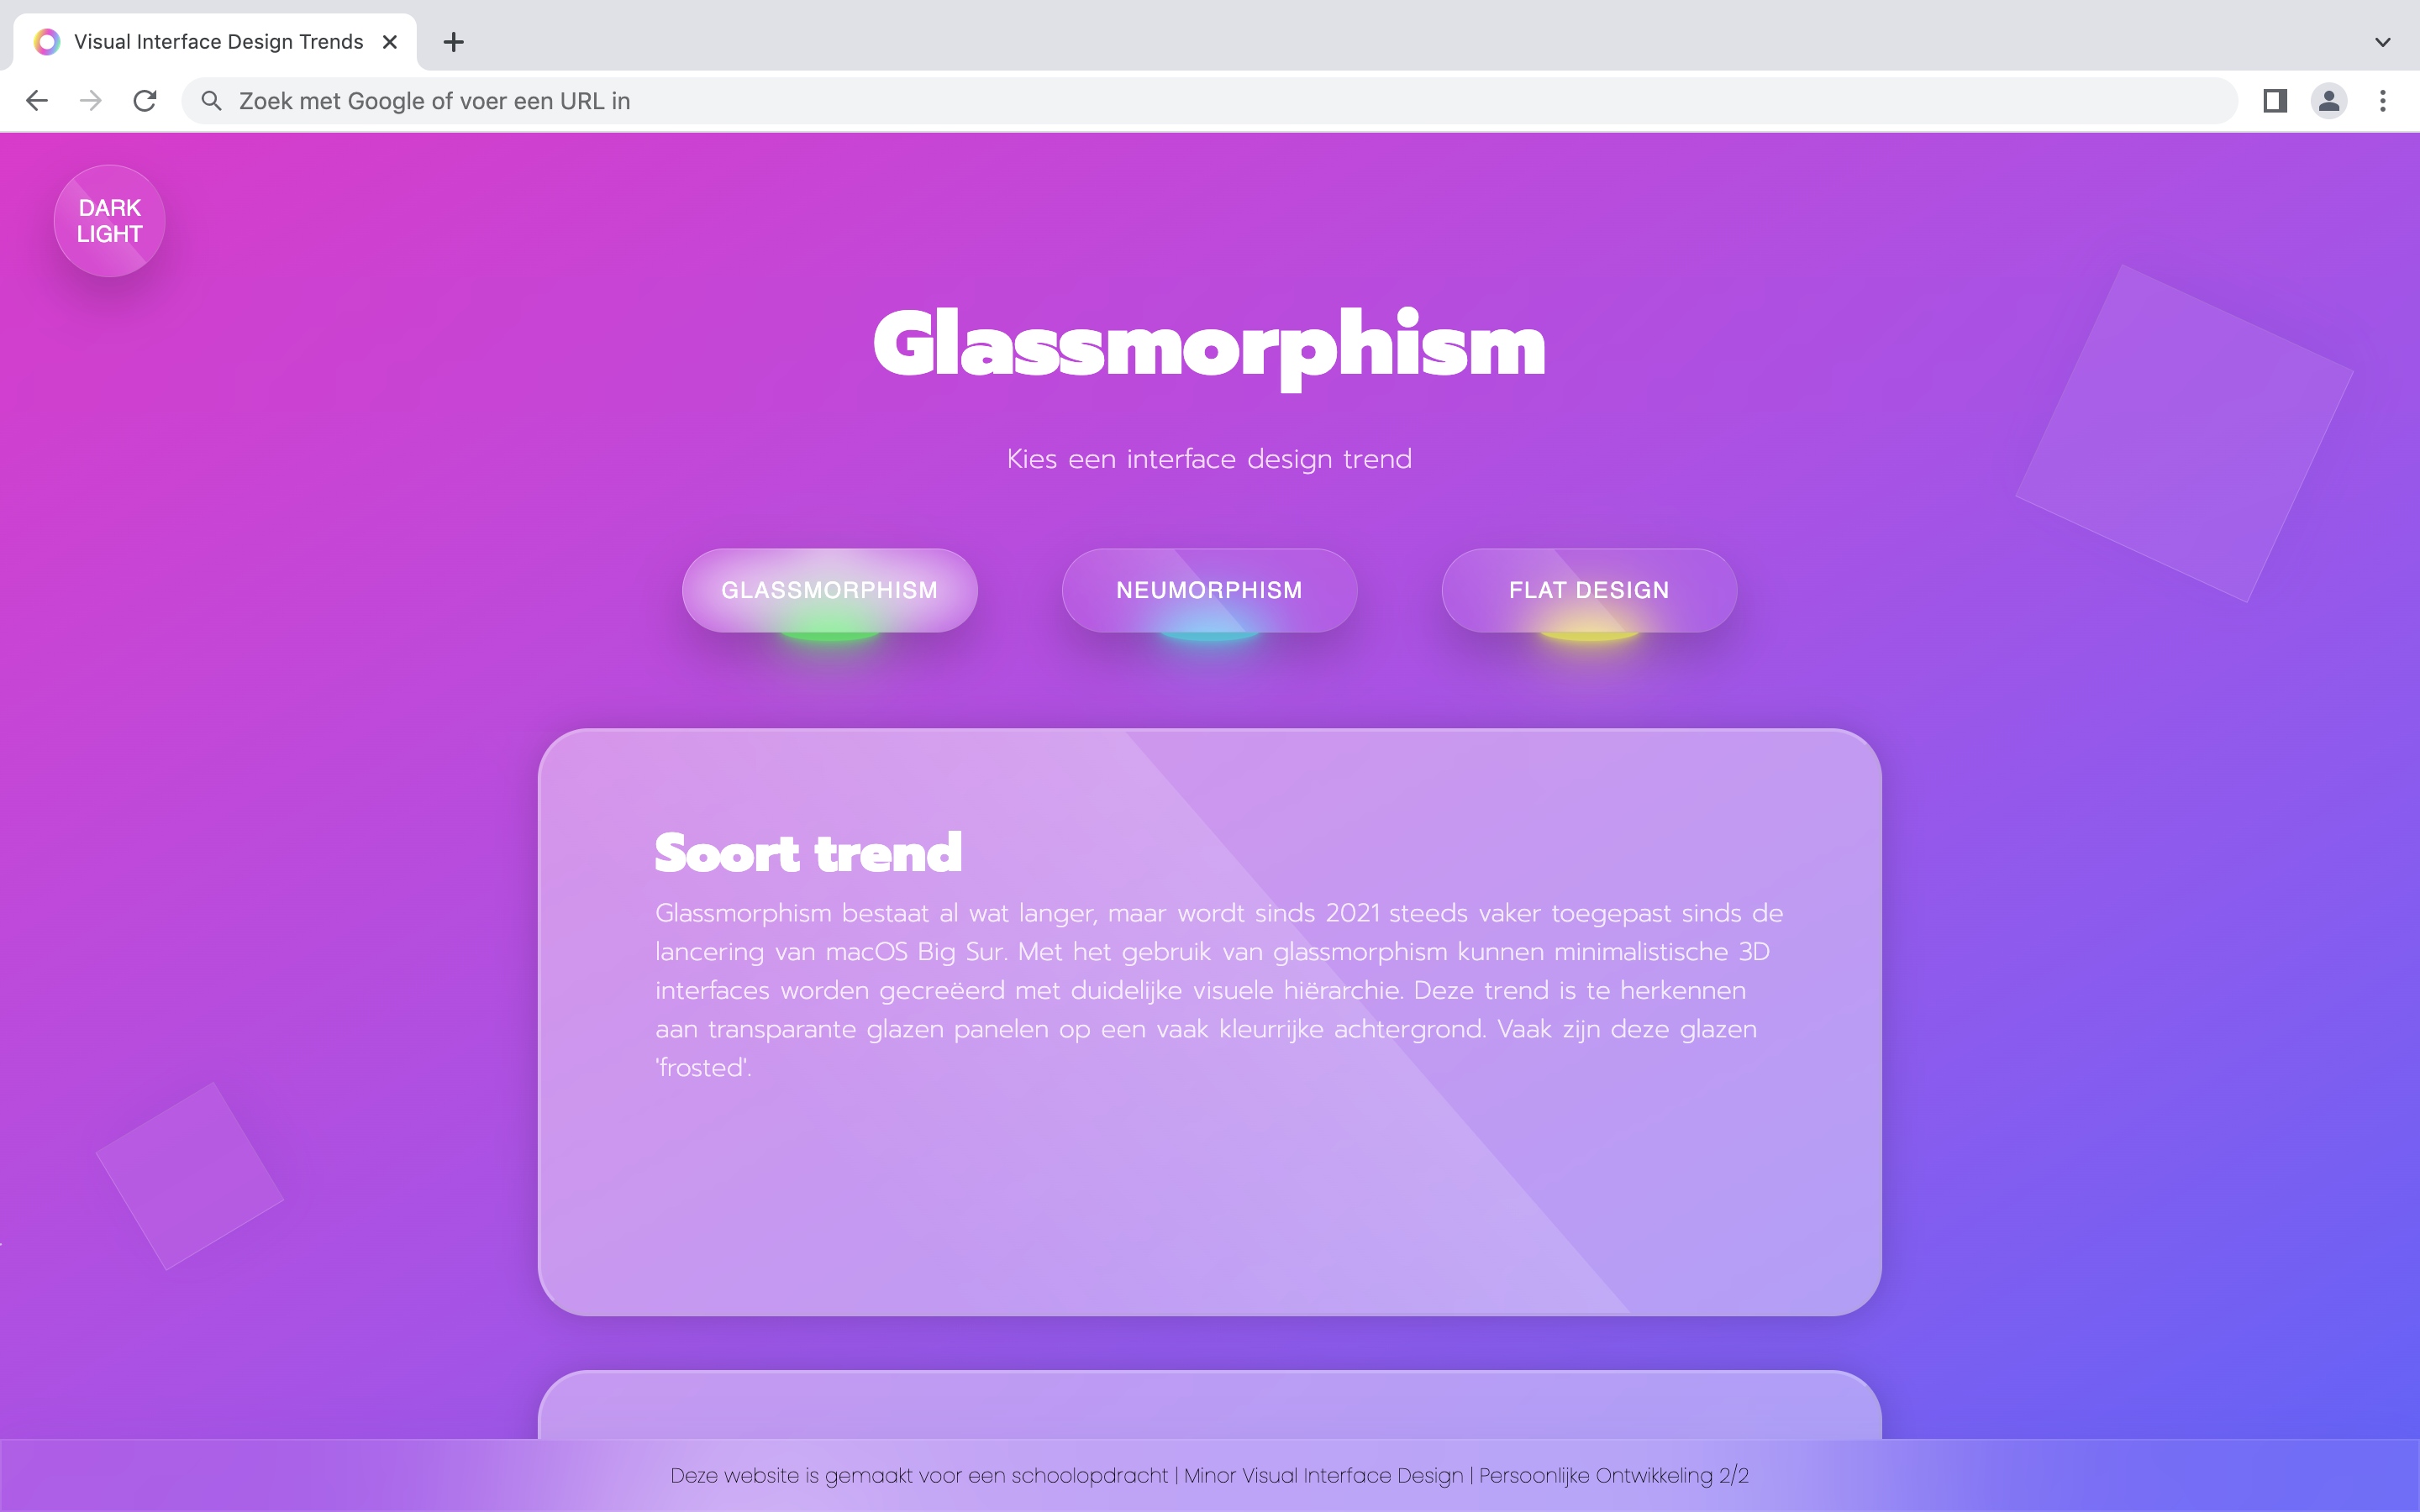 Visual Interface Design Trends
Zoek met Google of voer een URL in
DARK
LIGHT
Glassmorphism
Kies een interface design trend
GLASSMORPHISM
NEUMORPHISM
FLAT DESIGN
Soort trend
Glassmorphism bestaat al wat langer, maar wordt sinds 2021 steeds vaker toegepast sinds de
lancering van macOS Big Sur. Met het gebruik van glassmorphism kunnen minimalistische 3D
interfaces worden gecreëerd met duidelijke visuele hiërarchie. Deze trend is te herkennen
aan transparante glazen panelen op een vaak kleurrijke achtergrond. Vaak zijn deze glazen
'frosted'.
Deze website is gemaakt voor een schoolopdracht | Minor Visual Interface Design | Persoonlijke Ontwikkeling 2/2